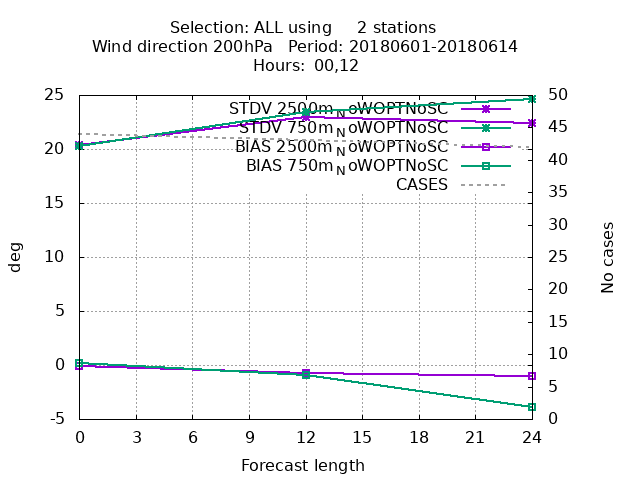 Selection: ALL using     2 stations
Wind direction 200hPa   Period: 20180601-20180614
Hours:  00,12
25
20
15
10
5
0
-5
deg
STDV 2500m_NoWOPTNoSC
STDV 750m_NoWOPTNoSC
BIAS 2500m_NoWOPTNoSC
BIAS 750m_NoWOPTNoSC
CASES
50
45
40
35
30
25
20
15
10
5
0
No cases
0 3 6 9 12 15 18 21 24
Forecast length